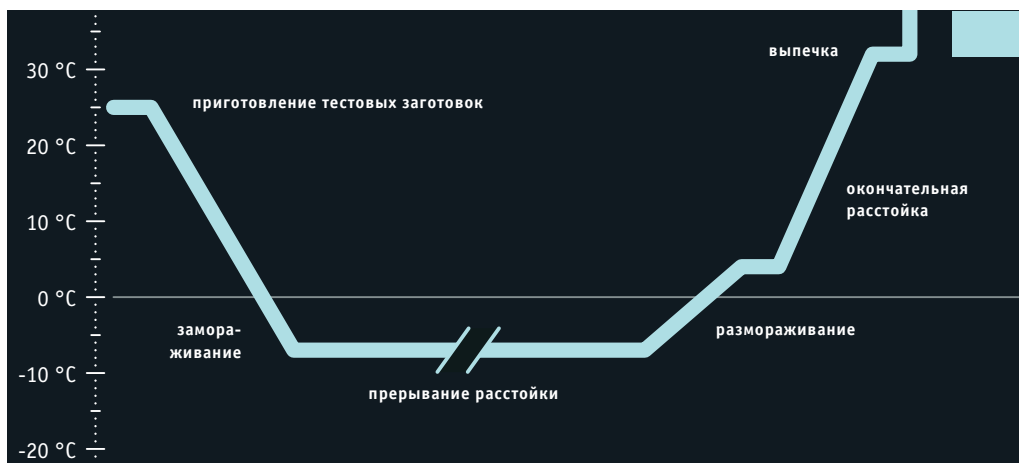 выпечка
30 °C
приготовление тестовых заготовок
20 °C
окончательная
расстойка
10 °C
0 °C
замора-
живание
размораживание
-10 °C
прерывание расстойки
-20 °C